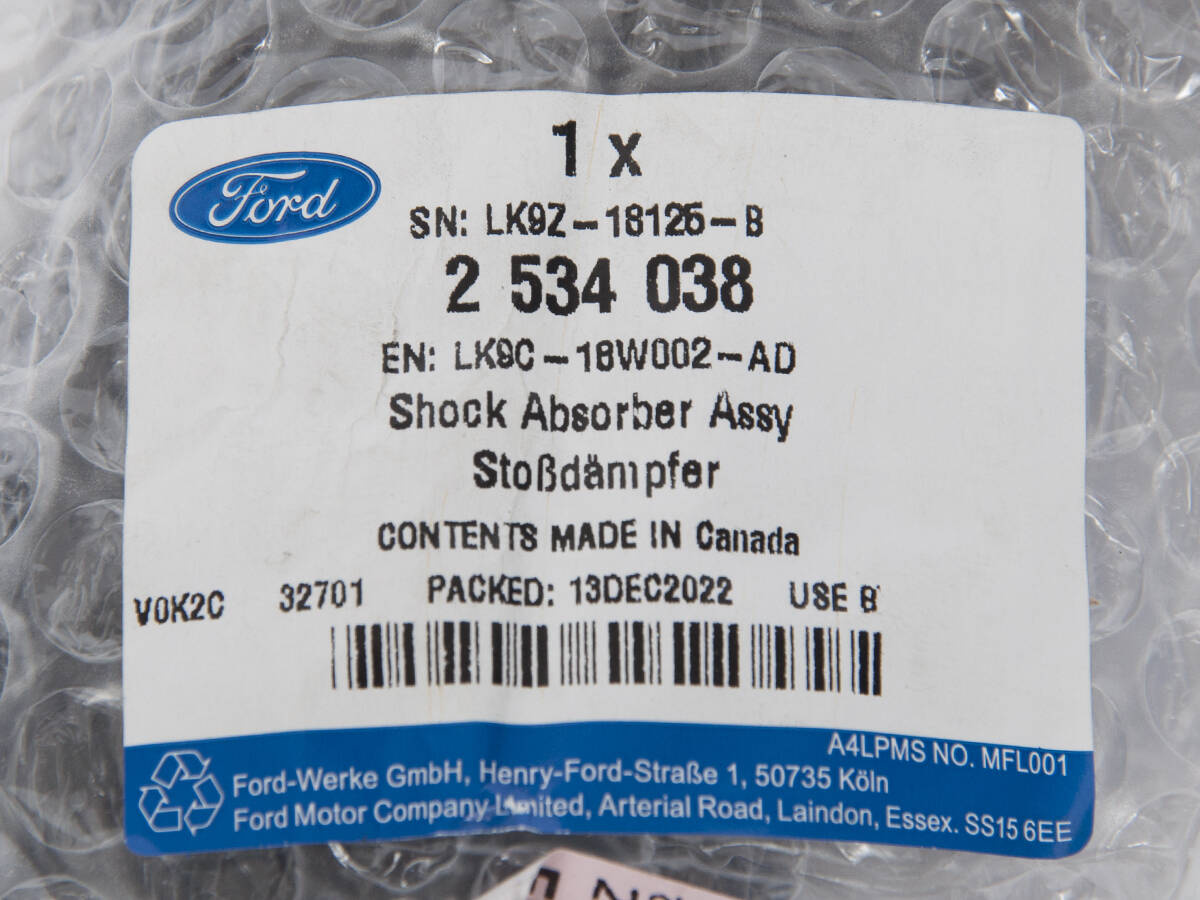 Ford
1 x
SN: LK9Z-18125-B
2 534 038
EN: LK9C-18W002-AD
Shock Absorber Assy
Stoßdämpfer
CONTENTS MADE IN Canada
V0K2C 32701 PACKED: 13DEC2022 USE B
A4LPMS NO. MFL001
Ford-Werke GmbH, Henry-Ford-Straße 1, 50735 Köln
Ford Motor Company Limited, Arterial Road, Laindon, Essex. SS15 6EE